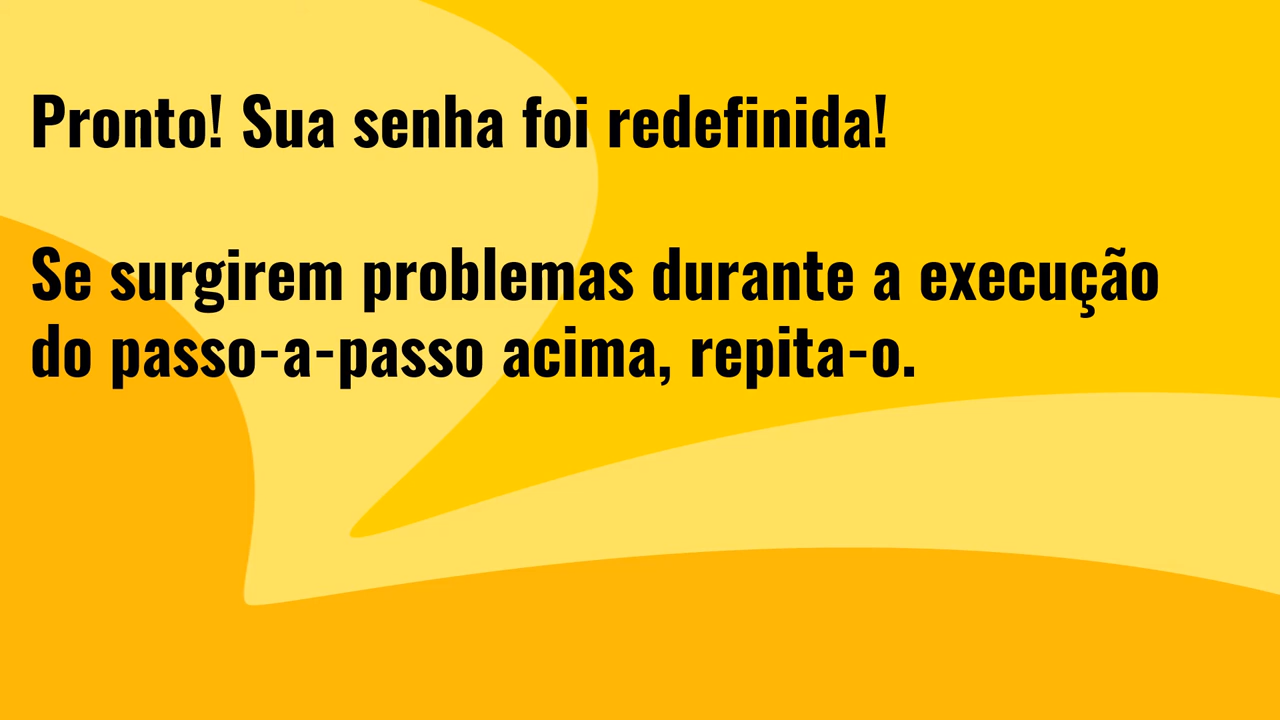 Pronto! Sua senha foi redefinida!
Se surgirem problemas durante a execução
do passo-a-passo acima, repita-o.